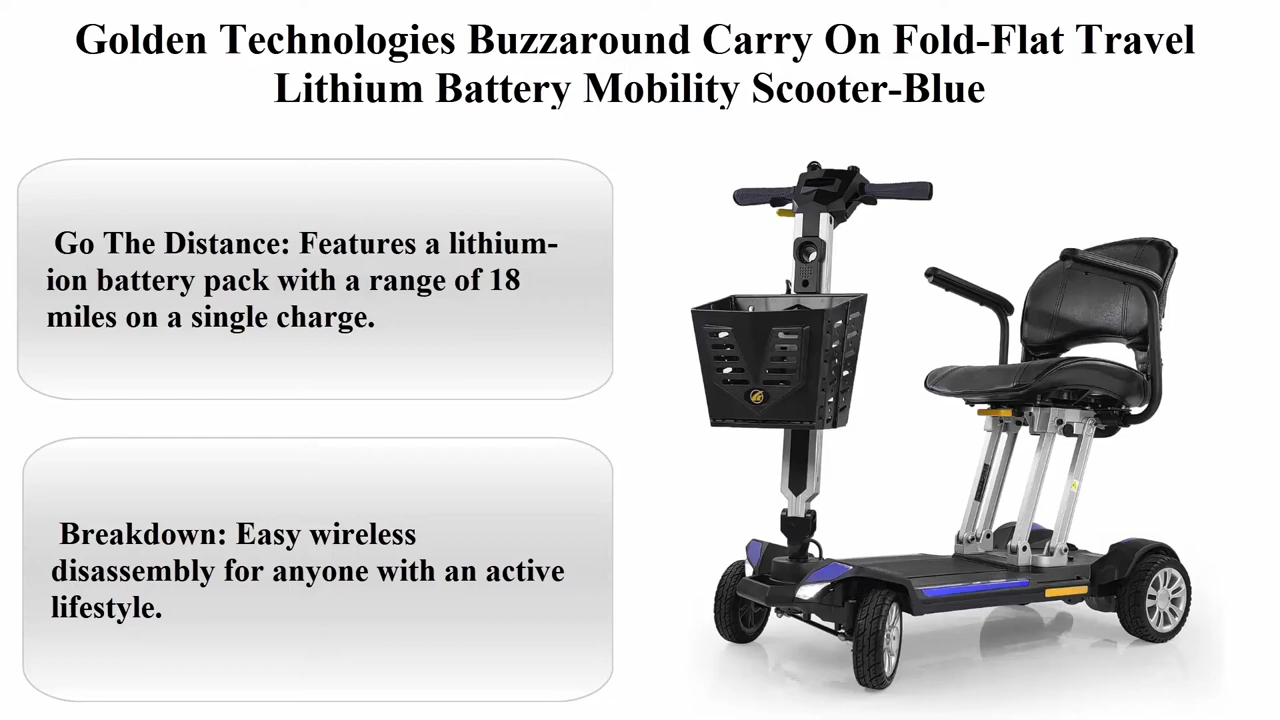 Golden Technologies Buzzaround Carry On Fold-Flat Travel
Lithium Battery Mobility Scooter-Blue
Go The Distance: Features a lithium-
ion battery pack with a range of 18
miles on a single charge.
Breakdown: Easy wireless
disassembly for anyone with an active
lifestyle.